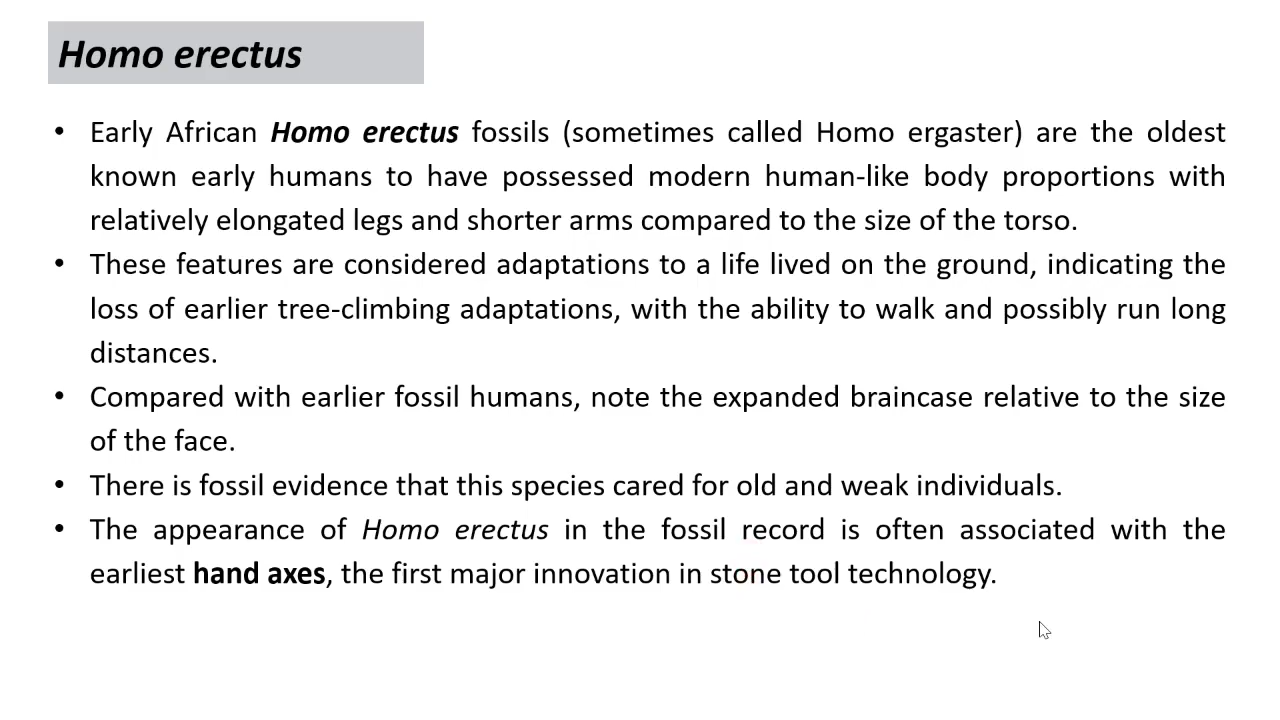 Homo erectus
• Early African Homo erectus fossils (sometimes called Homo ergaster) are the oldest
known early humans to have possessed modern human-like body proportions with
relatively elongated legs and shorter arms compared to the size of the torso.
• These features are considered adaptations to a life lived on the ground, indicating the
loss of earlier tree-climbing adaptations, with the ability to walk and possibly run long
distances.
• Compared with earlier fossil humans, note the expanded braincase relative to the size
of the face.
• There is fossil evidence that this species cared for old and weak individuals.
• The appearance of Homo erectus in the fossil record is often associated with the
earliest hand axes, the first major innovation in stone tool technology.